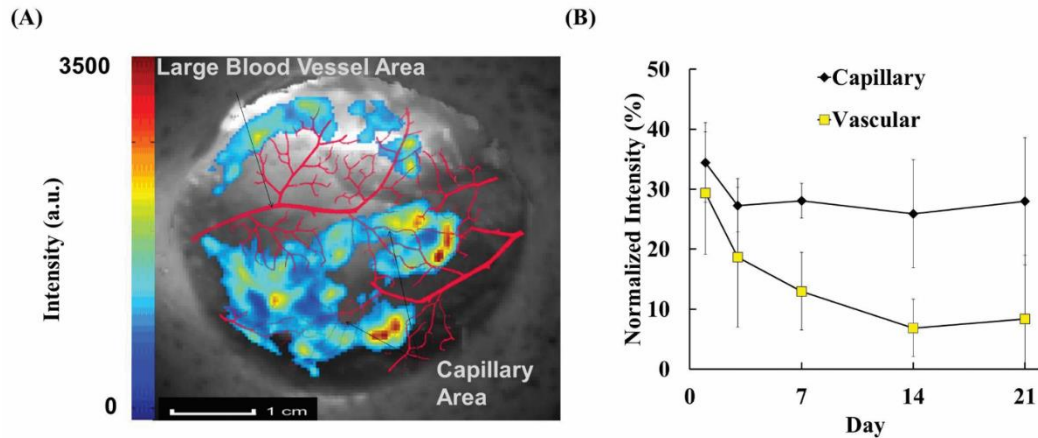 (A)
3500
Large Blood Vessel Area
Intensity (a.u.)
Capillary
Area
0
1 cm
(B)
50
40
30
20
10
0
Normalized Intensity (%)
Capillary
Vascular
0
7
14
21
Day